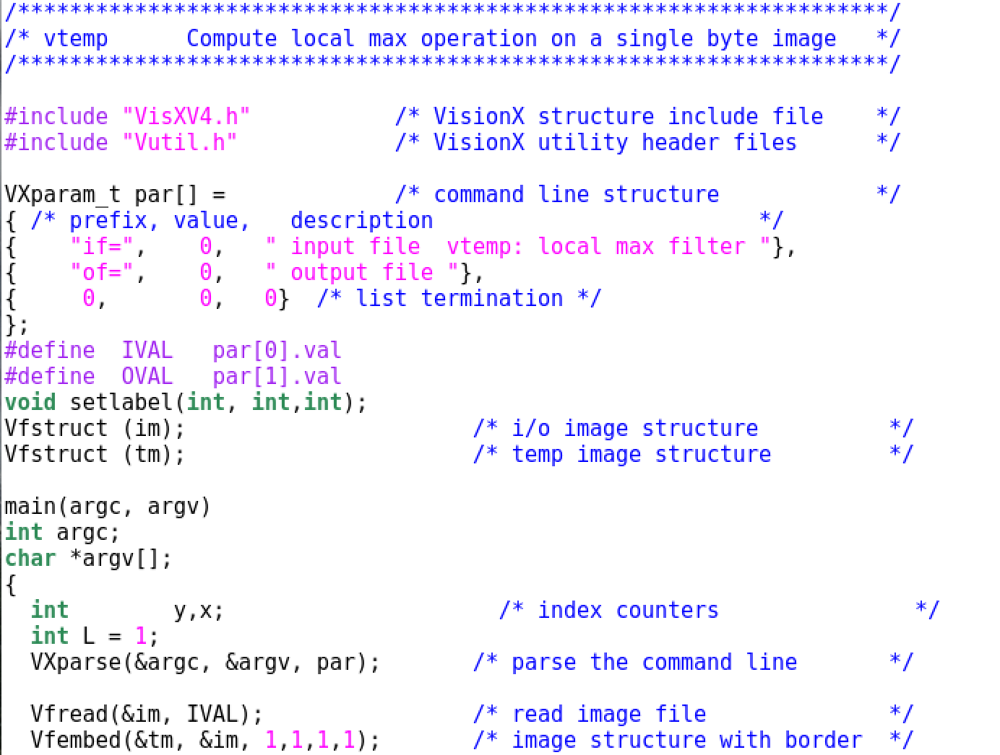 /*******************************************************************/
/* vtemp      Compute local max operation on a single byte image   */
/*******************************************************************/
#include "VisXV4.h"           /* VisionX structure include file    */
#include "Vutil.h"            /* VisionX utility header files      */
VXparam_t par[] =             /* command line structure            */
{ /* prefix, value,   description                         */
{    "if=",    0,   " input file  vtemp: local max filter "},
{    "of=",    0,   " output file "},
{     0,       0,   0}  /* list termination */
};
#define  IVAL   par[0].val
#define  OVAL   par[1].val
void setlabel(int, int,int);
Vfstruct (im);                      /* i/o image structure          */
Vfstruct (tm);                      /* temp image structure         */
main(argc, argv)
int argc;
char *argv[];
{
  int        y,x;                     /* index counters               */
  int L = 1;
  VXparse(&argc, &argv, par);       /* parse the command line       */
  Vfread(&im, IVAL);                /* read image file              */
  Vfembed(&tm, &im, 1,1,1,1);       /* image structure with border  */